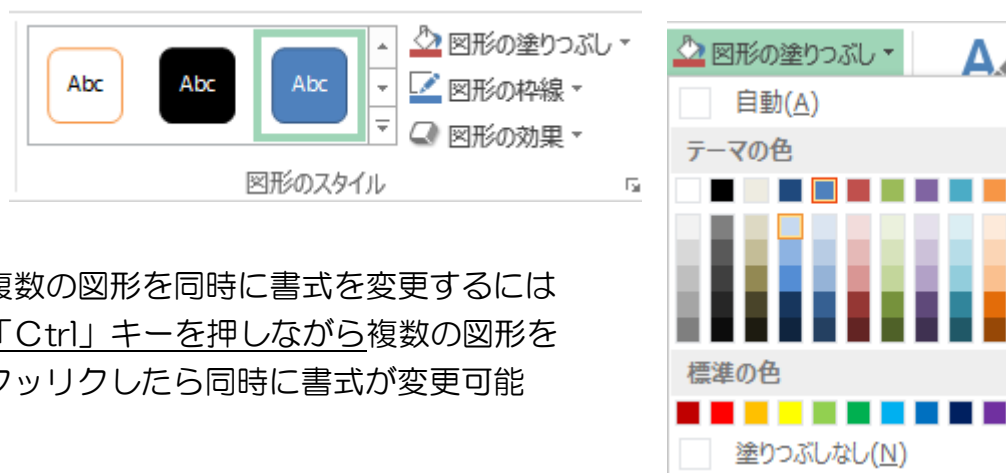 Abc Abc Abc
図形の塗りつぶし
図形の枠線
図形の効果
図形のスタイル
複数の図形を同時に書式を変更するには
「Ctrl」キーを押しながら複数の図形を
クッリクしたら同時に書式が変更可能
図形の塗りつぶし
A
自動(A)
テーマの色
標準の色
塗りつぶしなし(N)